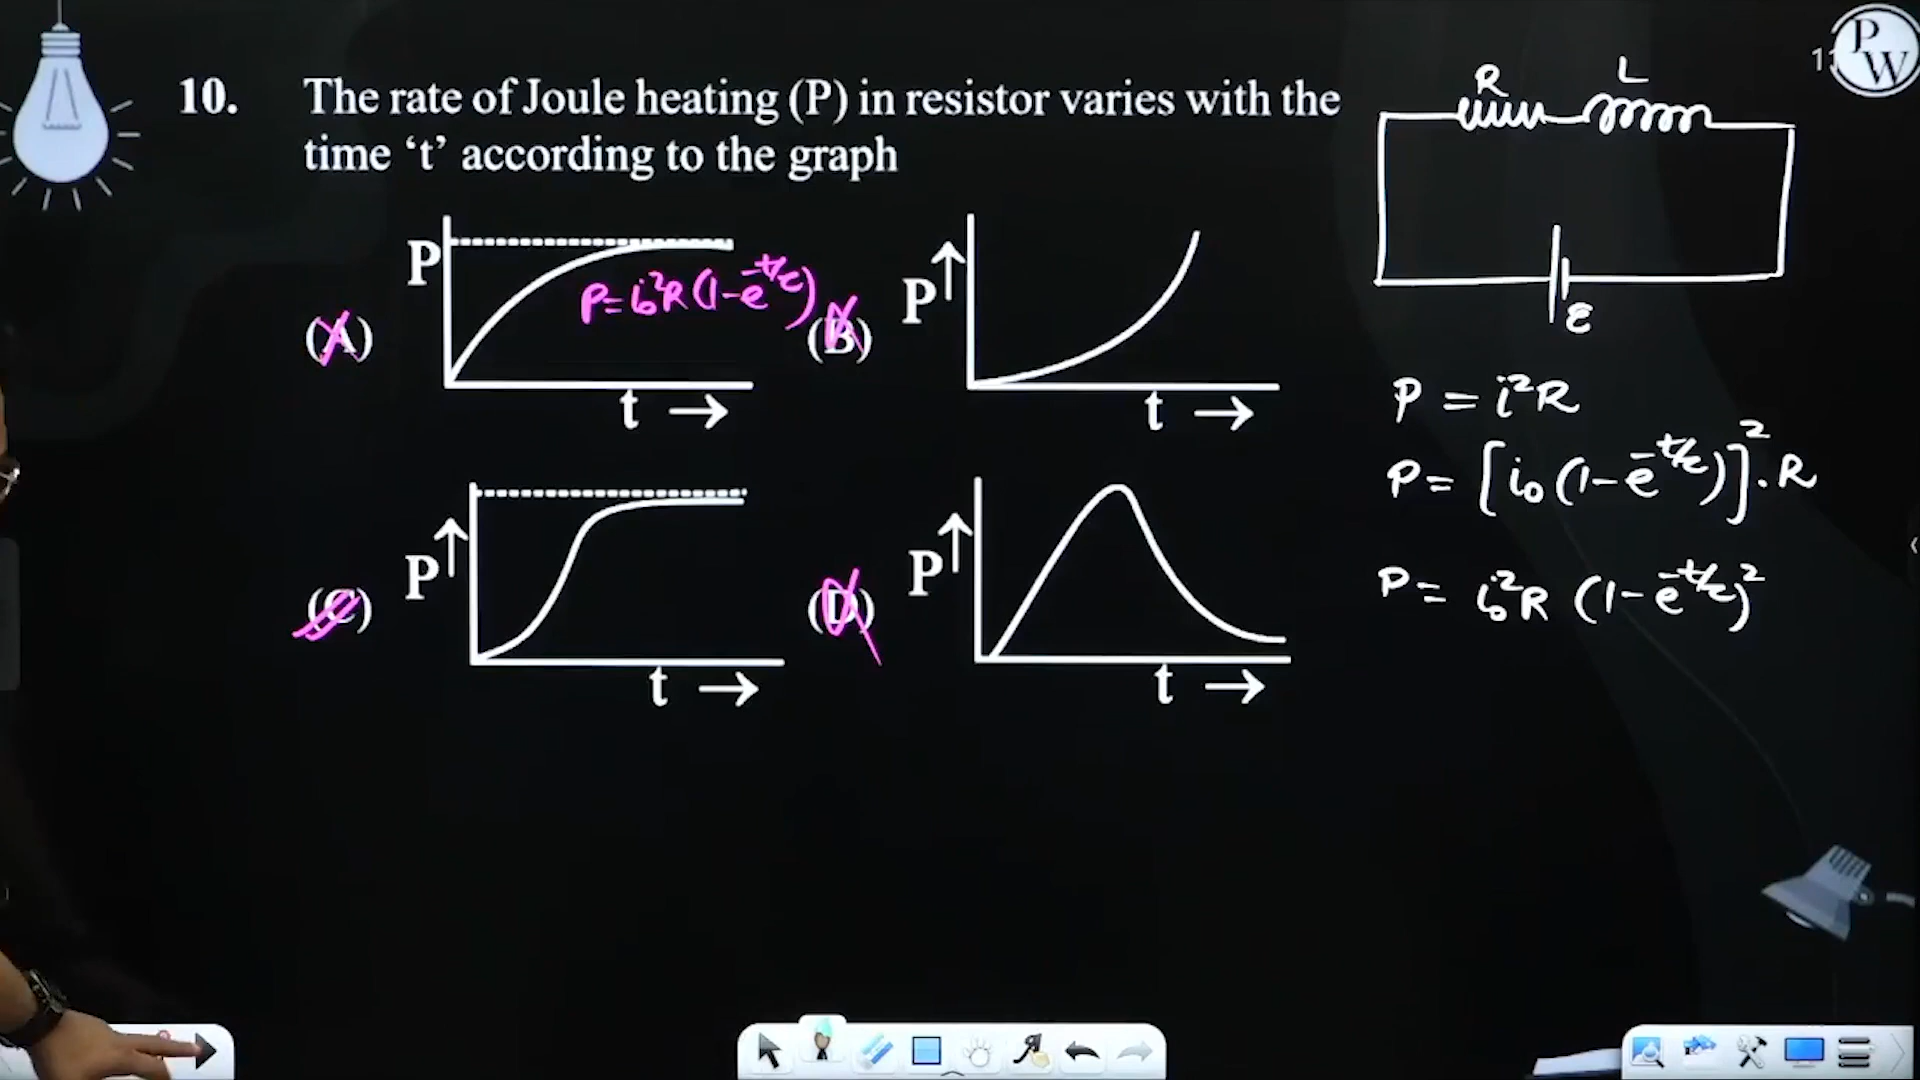 10. The rate of Joule heating (P) in resistor varies with the
time ‘t’ according to the graph
(A)
P
t →
P = i₀²R (1 - e^(-t/τ))
(B)
P↑
t →
(C)
P↑
t →
(D)
P↑
t →
R L
ε
P = i²R
P = [i₀ (1 - e^(-t/τ))]² . R
P = i₀²R (1 - e^(-t/τ))²
P
W